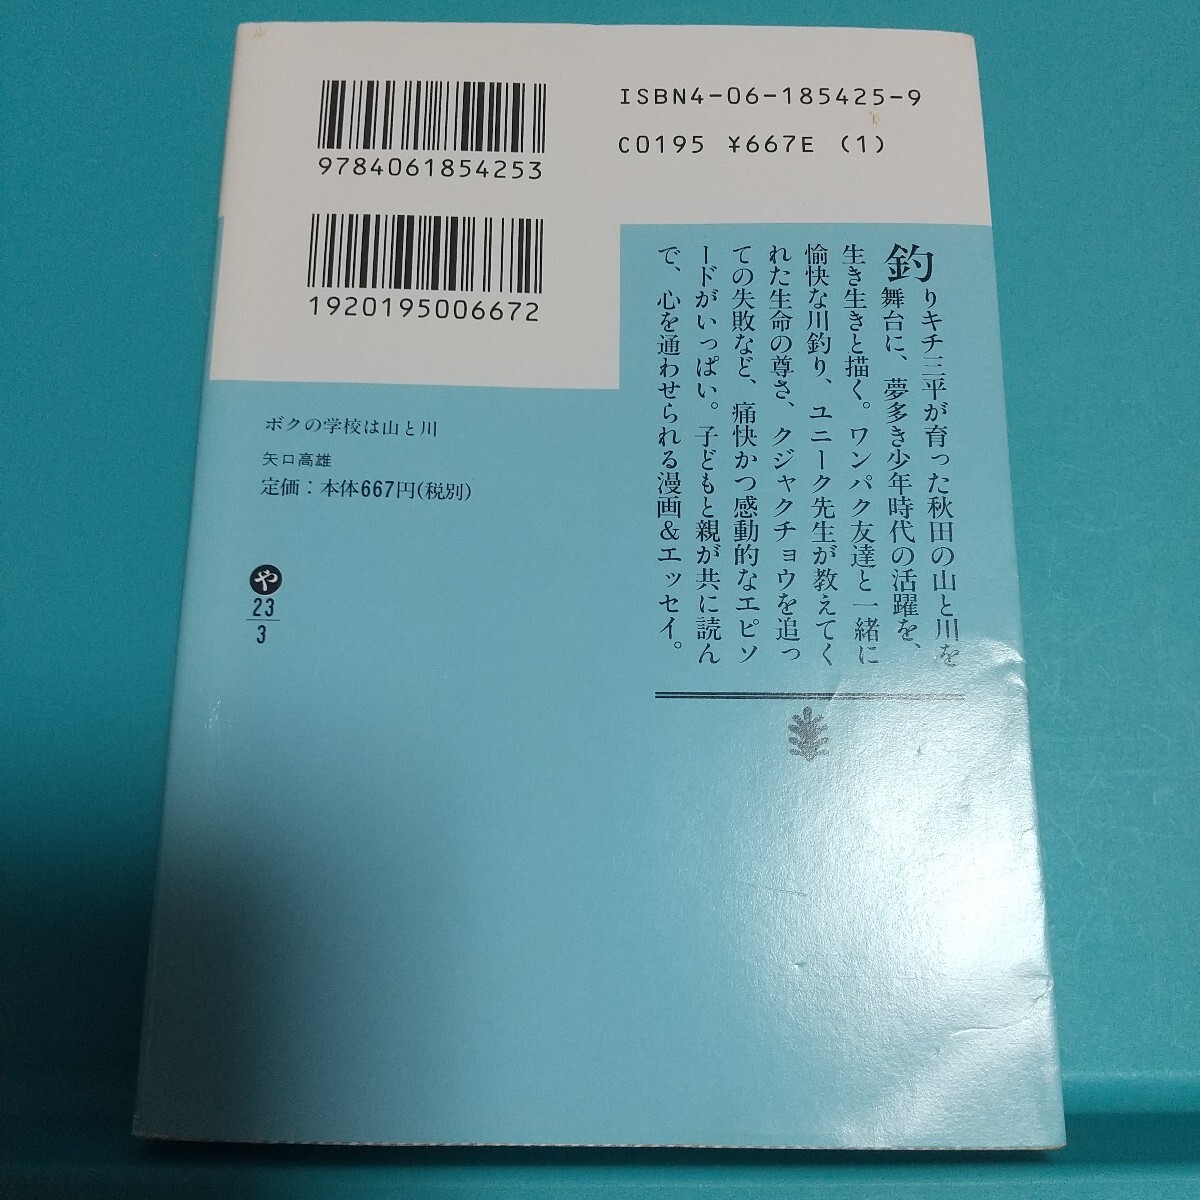 ISBN4-06-185425-9
C0195 ¥667E (1)
9784061854253
1920195006672
釣りキチ三平が育った秋田の山と川を
舞台に、夢多き少年時代の活躍を、
生き生きと描く。ワンパク友達と一緒に
愉快な川釣り、ユニーク先生が教えてく
れた生命の尊さ、クジャクチョウを追っ
ての失敗など、痛快かつ感動的なエピソ
ードがいっぱい。子どもと親が共に読ん
で、心を通わせられる漫画&エッセイ。
ボクの学校は山と川
矢口高雄
定価：本体667円(税別)
や
23
3